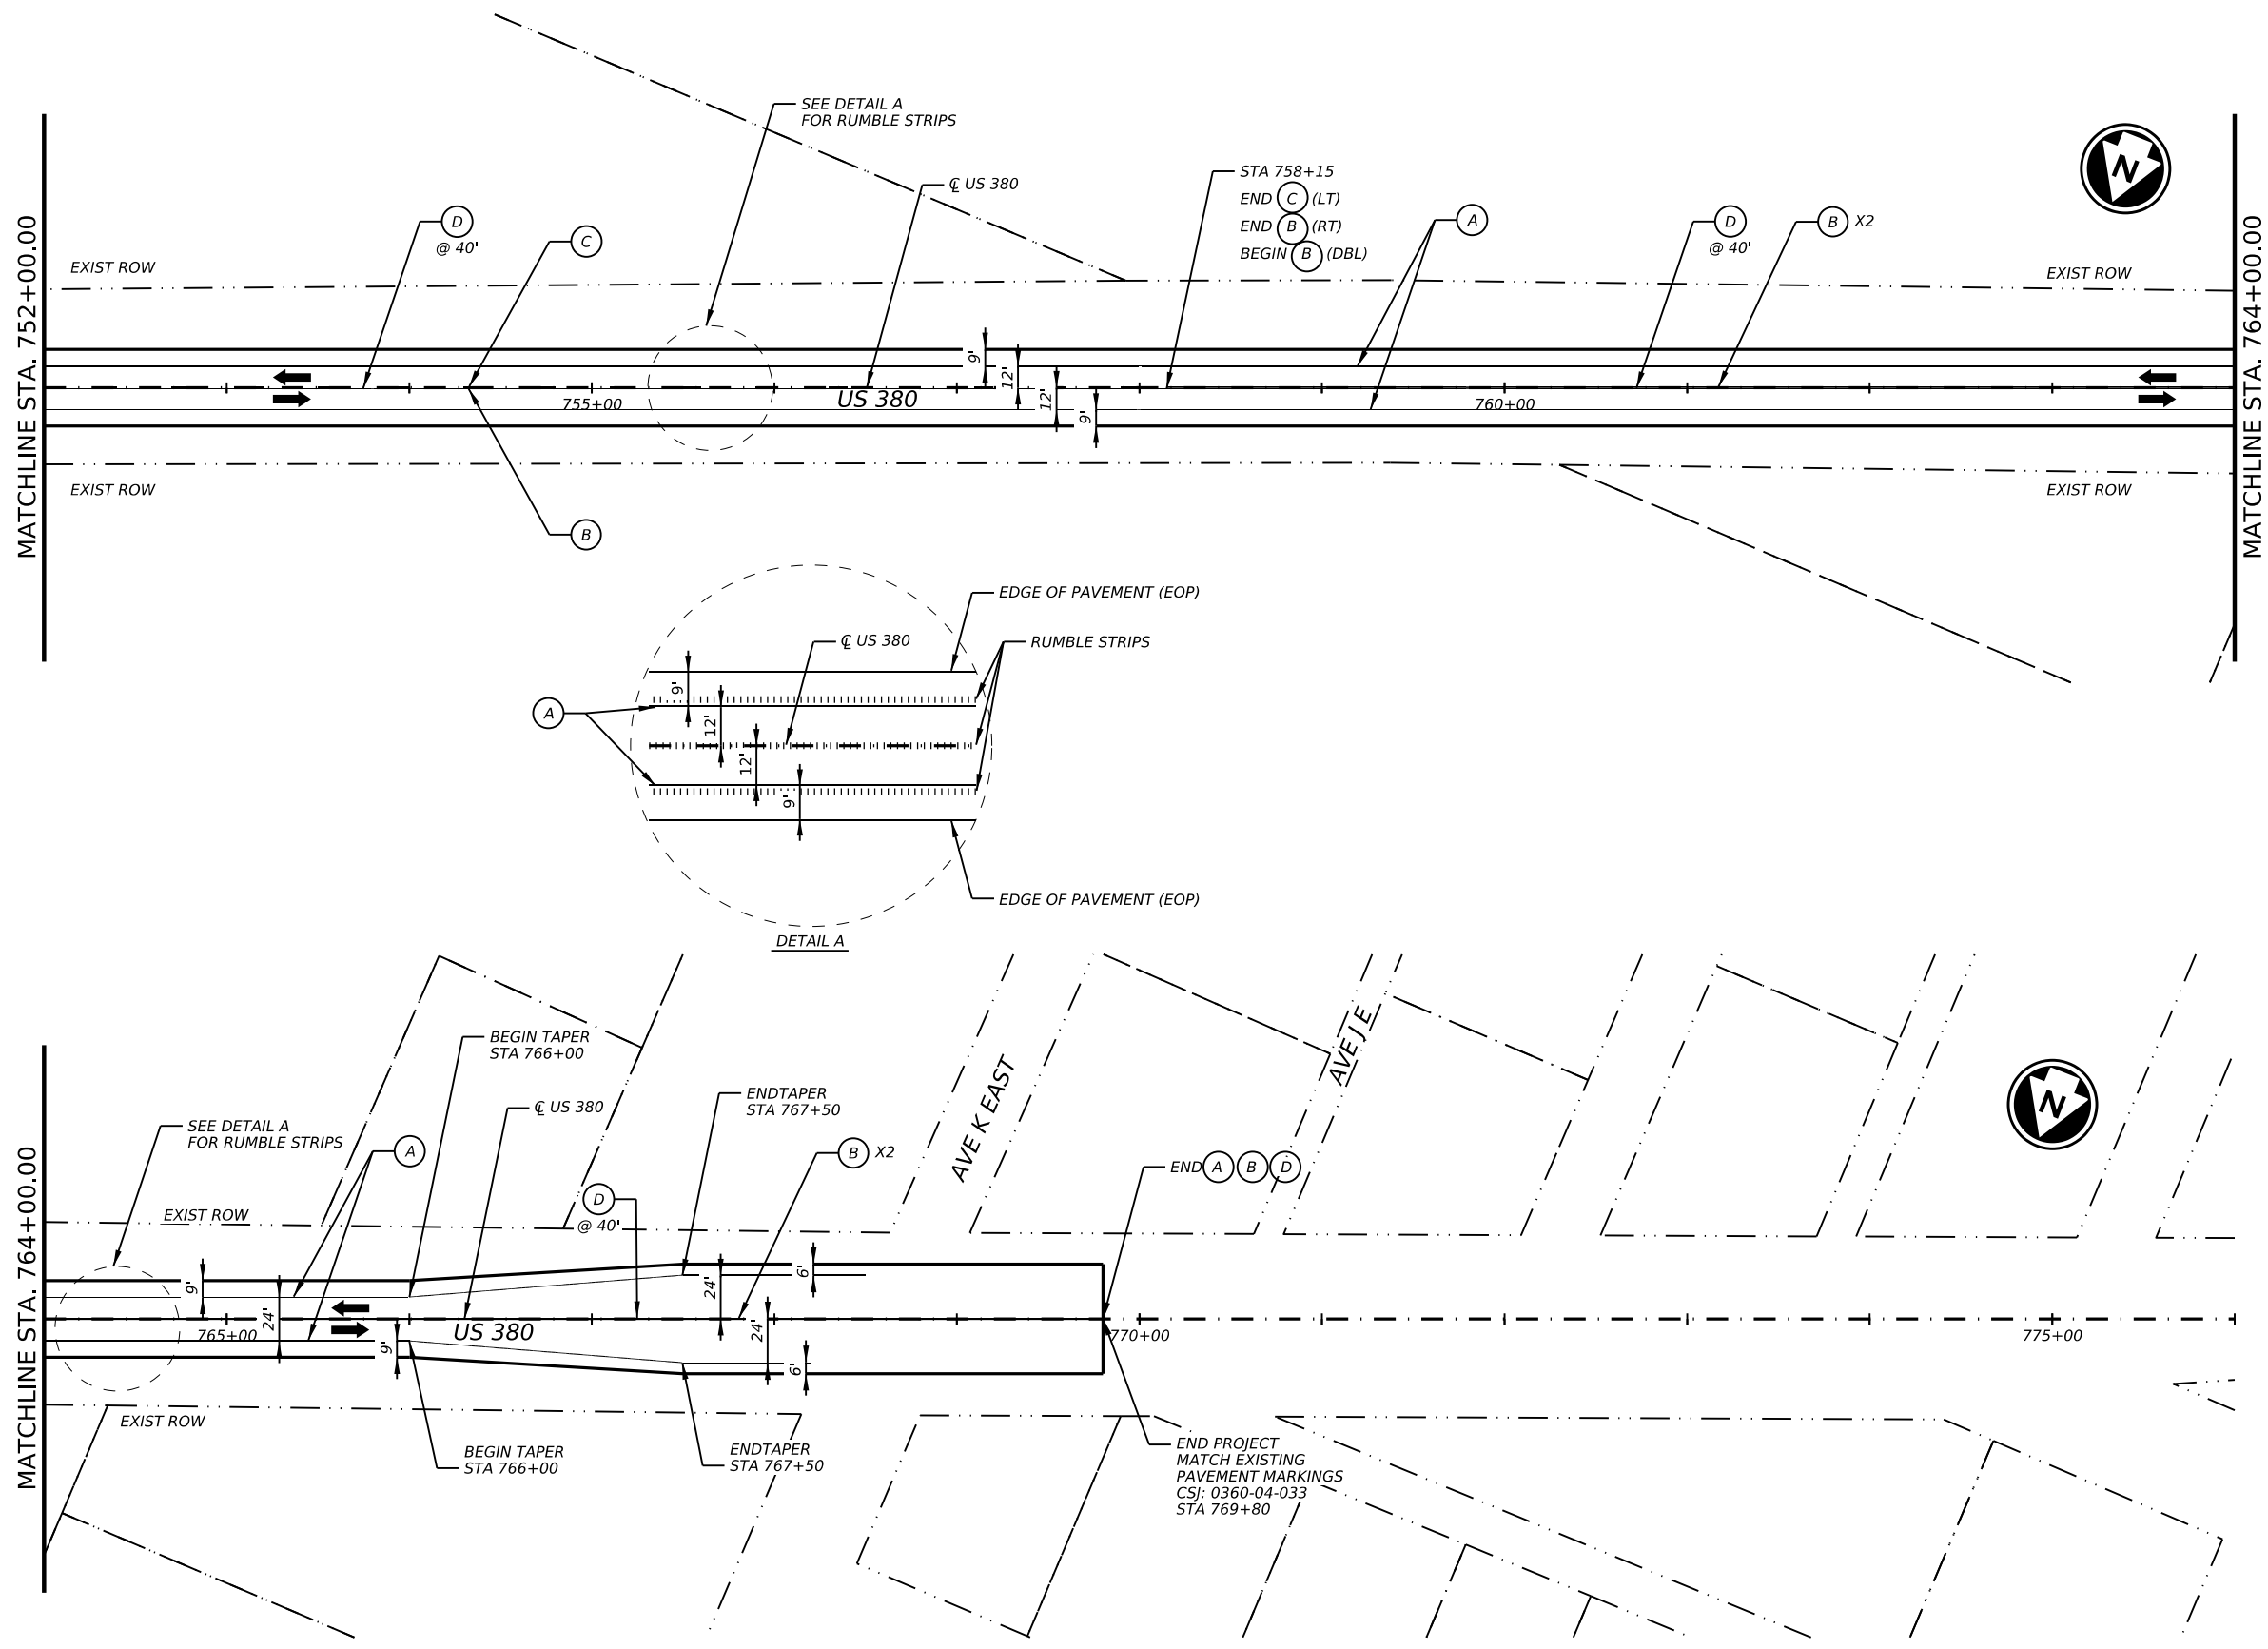 SEE DETAIL A
FOR RUMBLE STRIPS
℄ US 380
STA 758+15
END C (LT)
END B (RT)
BEGIN B (DBL)
D
@ 40'
C
A
D
@ 40'
B X2
N
EXIST ROW
EXIST ROW
MATCHLINE STA. 752+00.00
MATCHLINE STA. 764+00.00
9'
12'
12'
9'
755+00
US 380
760+00
EXIST ROW
EXIST ROW
B
EDGE OF PAVEMENT (EOP)
℄ US 380
RUMBLE STRIPS
A
9'
12'
12'
9'
EDGE OF PAVEMENT (EOP)
DETAIL A
BEGIN TAPER
STA 766+00
℄ US 380
ENDTAPER
STA 767+50
AVE K EAST
AVE J E
N
SEE DETAIL A
FOR RUMBLE STRIPS
A
B X2
END A B D
D
@ 40'
EXIST ROW
MATCHLINE STA. 764+00.00
9'
24'
9'
24'
6'
24'
6'
765+00
US 380
770+00
775+00
EXIST ROW
BEGIN TAPER
STA 766+00
ENDTAPER
STA 767+50
END PROJECT
MATCH EXISTING
PAVEMENT MARKINGS
CSJ: 0360-04-033
STA 769+80